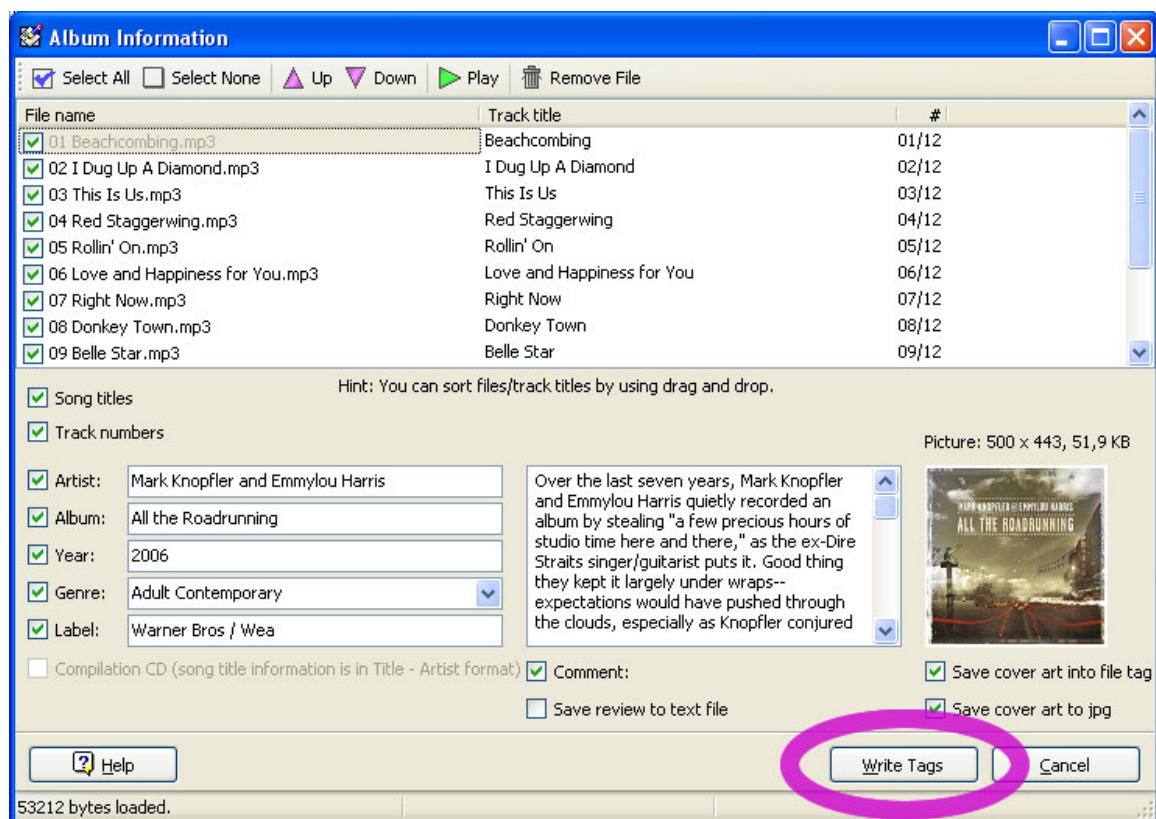 Album Information
Select All Select None Up Down Play Remove File
File name Track title #
01 Beachcombing.mp3 Beachcombing 01/12
02 I Dug Up A Diamond.mp3 I Dug Up A Diamond 02/12
03 This Is Us.mp3 This Is Us 03/12
04 Red Staggerwing.mp3 Red Staggerwing 04/12
05 Rollin' On.mp3 Rollin' On 05/12
06 Love and Happiness for You.mp3 Love and Happiness for You 06/12
07 Right Now.mp3 Right Now 07/12
08 Donkey Town.mp3 Donkey Town 08/12
09 Belle Star.mp3 Belle Star 09/12
Hint: You can sort files/track titles by using drag and drop.
Song titles
Track numbers
Artist: Mark Knopfler and Emmylou Harris
Album: All the Roadrunning
Year: 2006
Genre: Adult Contemporary
Label: Warner Bros / Wea
Compilation CD (song title information is in Title - Artist format)
Over the last seven years, Mark Knopfler
and Emmylou Harris quietly recorded an
album by stealing "a few precious hours of
studio time here and there," as the ex-Dire
Straits singer/guitarist puts it. Good thing
they kept it largely under wraps--
expectations would have pushed through
the clouds, especially as Knopfler conjured
Comment:
Save review to text file
Picture: 500 x 443, 51,9 KB
MARK KNOPFLER AND EMMYLOU HARRIS
ALL THE ROADRUNNING
Save cover art into file tag
Save cover art to jpg
Help Write Tags Cancel
53212 bytes loaded.